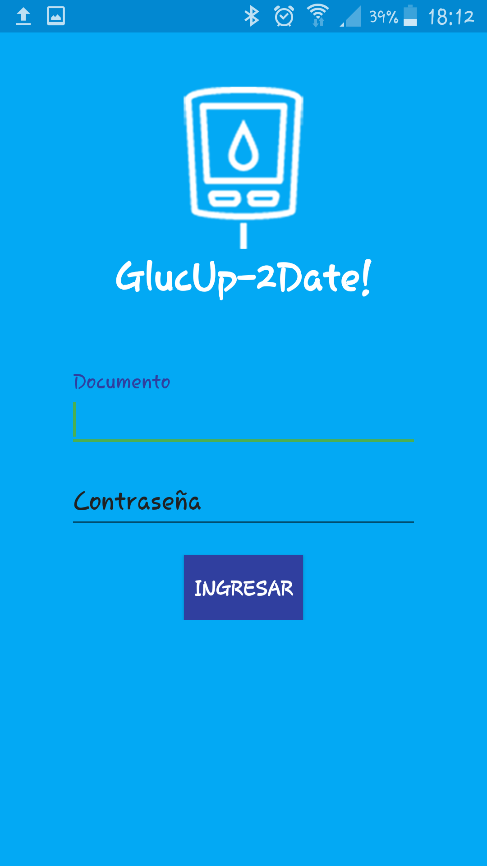 39% 18:12
GlucUp-2Date!
Documento
Contraseña
INGRESAR